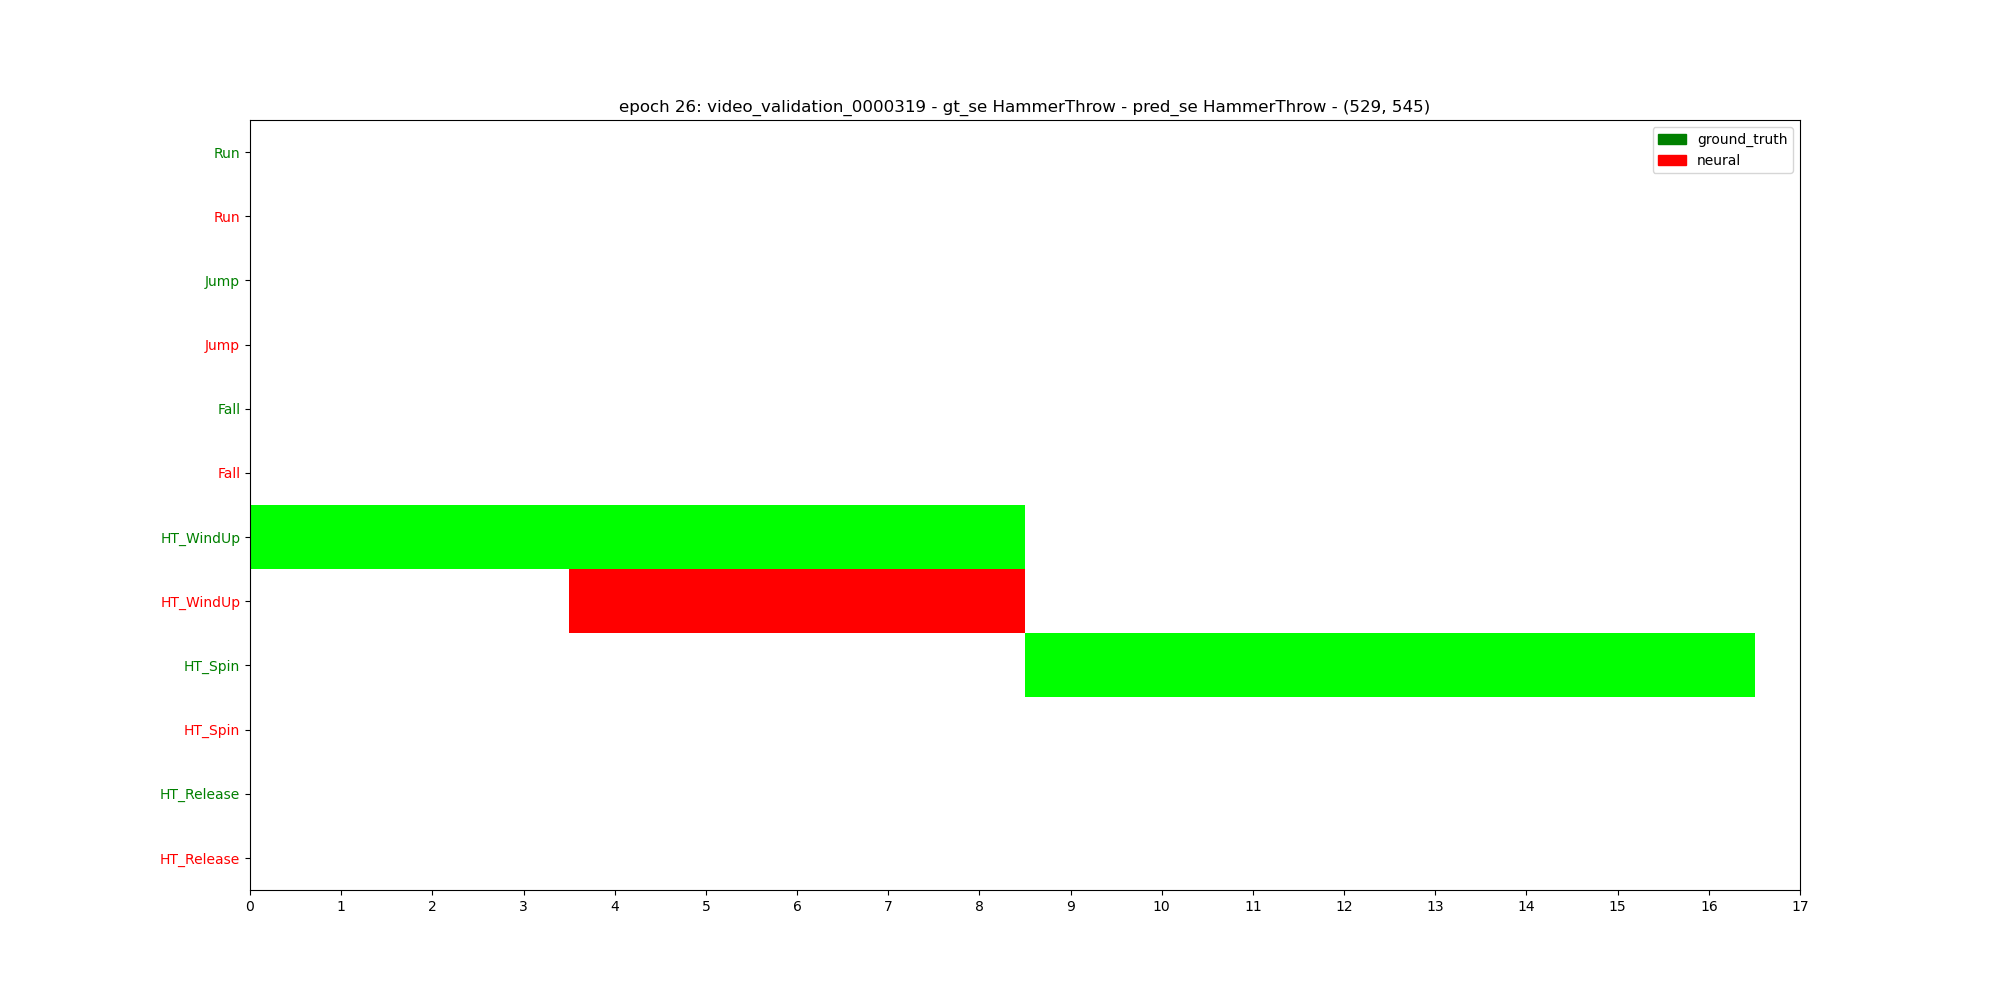 epoch 26: video_validation_0000319 - gt_se HammerThrow - pred_se HammerThrow - (529, 545)
ground_truth
neural
Run
Run
Jump
Jump
Fall
Fall
HT_WindUp
HT_WindUp
HT_Spin
HT_Spin
HT_Release
HT_Release
0 1 2 3 4 5 6 7 8 9 10 11 12 13 14 15 16 17